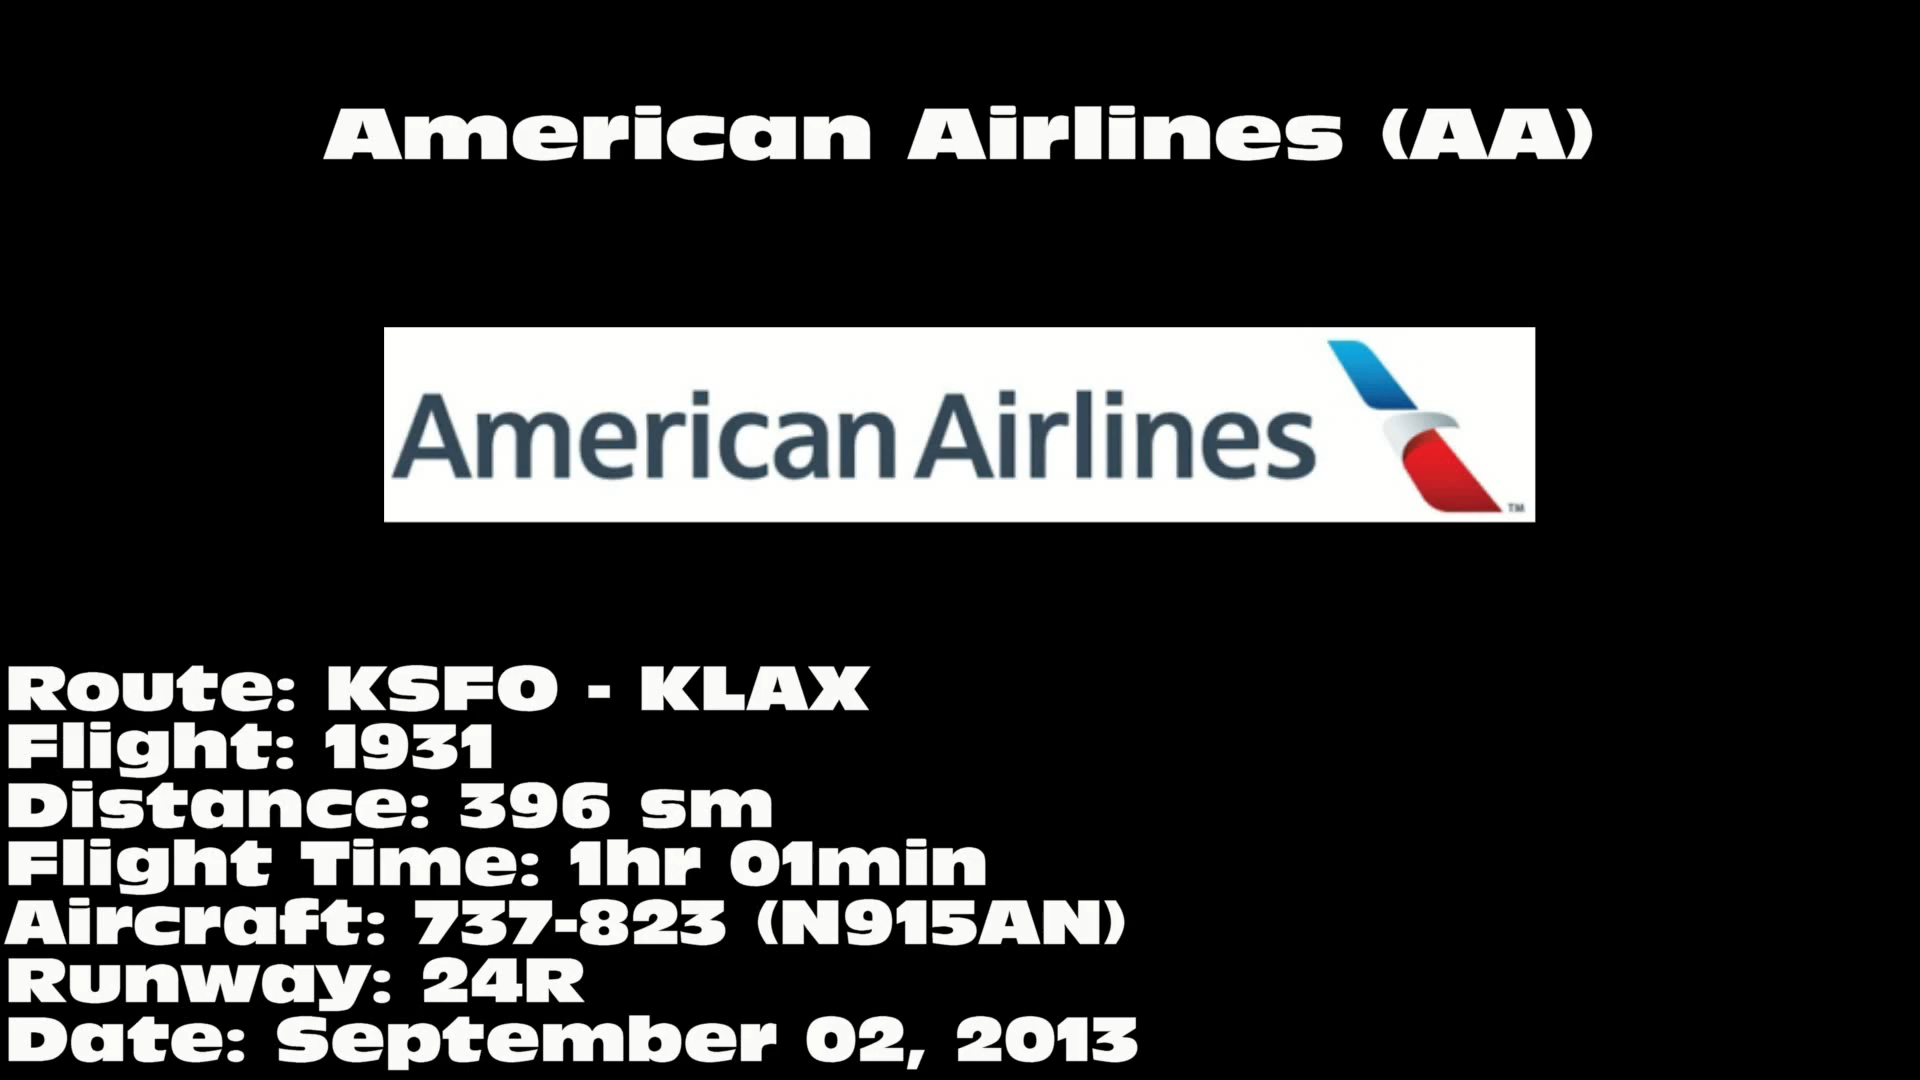 American Airlines (AA)
American Airlines
TM
Route: KSFO - KLAX
Flight: 1931
Distance: 396 sm
Flight Time: 1hr 01min
Aircraft: 737-823 (N915AN)
Runway: 24R
Date: September 02, 2013